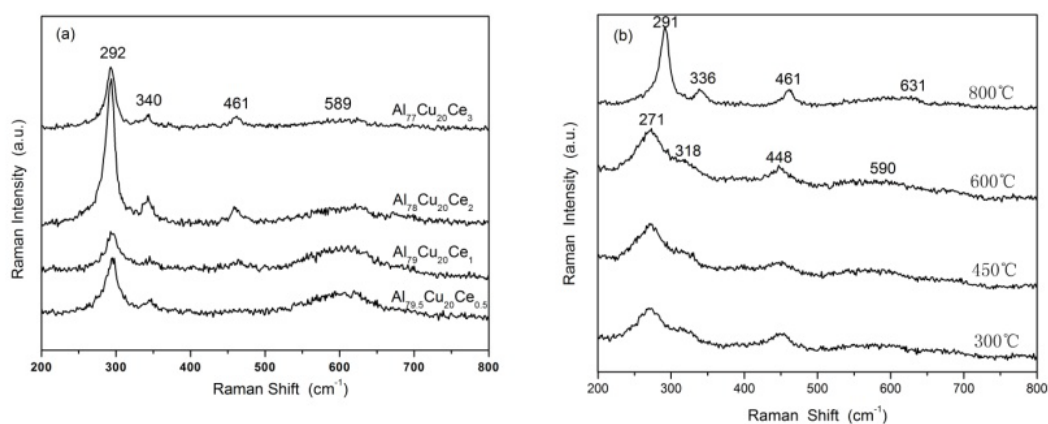 (a)
292
340
461
589
Al₇₇Cu₂₀Ce₃
Al₇₈Cu₂₀Ce₂
Al₇₉Cu₂₀Ce₁
Al₇₉.₅Cu₂₀Ce₀.₅
Raman Intensity (a.u.)
200 300 400 500 600 700 800
Raman Shift (cm⁻¹)
(b)
291
336
461
631
800℃
271
318
448
590
600℃
450℃
300℃
Raman Intensity (a.u.)
200 300 400 500 600 700 800
Raman Shift (cm⁻¹)